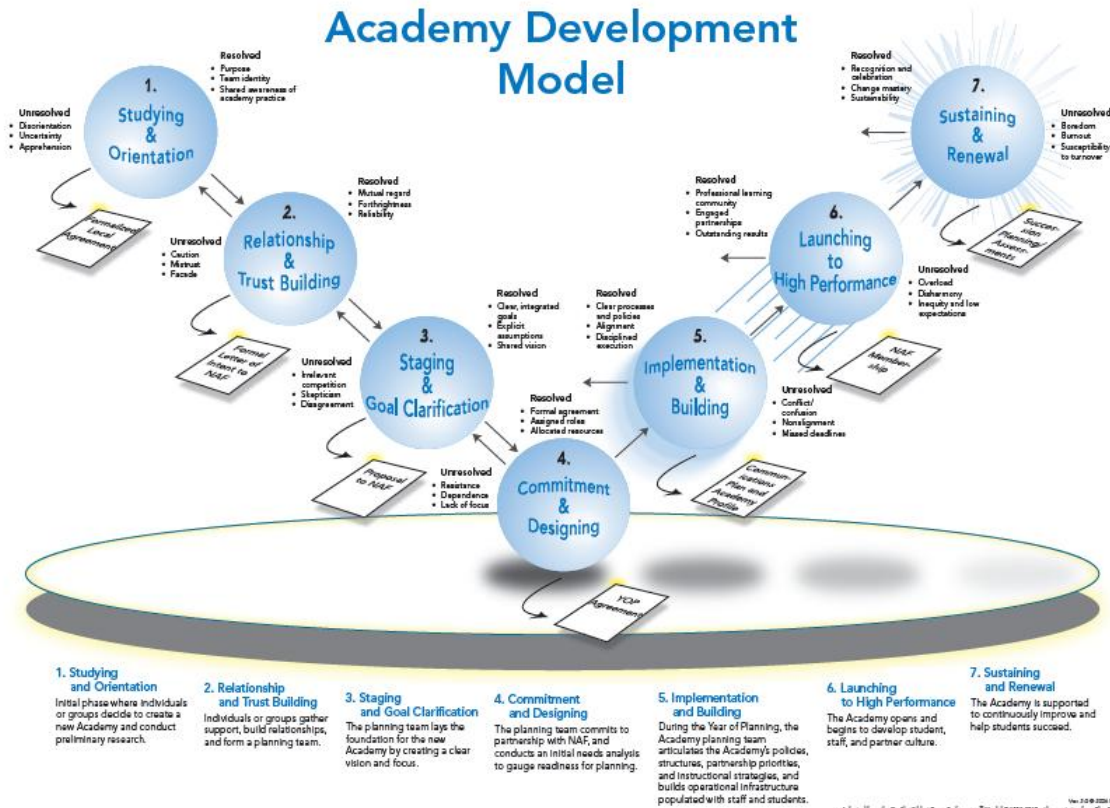 Academy Development
Model
1.
Studying
&
Orientation
Resolved
• Purpose
• Team identity
• Shared awareness of
academy practice
Unresolved
• Disorientation
• Uncertainty
• Apprehension
Formalized
Local
Agreement
2.
Relationship
&
Trust Building
Resolved
• Mutual regard
• Forthrightness
• Reliability
Unresolved
• Caution
• Mistrust
• Facade
Formal
Letter of
Intent to
NAF
3.
Staging
&
Goal Clarification
Resolved
• Clear, integrated
goals
• Explicit
assumptions
• Shared vision
Unresolved
• Irrelevant
competition
• Skepticism
• Disagreement
Proposal
to NAF
4.
Commitment
&
Designing
Resolved
• Formal agreement
• Assigned roles
• Allocated resources
Unresolved
• Resistance
• Dependence
• Lack of focus
YOP
Agreement
5.
Implementation
&
Building
Resolved
• Clear processes
and policies
• Alignment
• Disciplined
execution
Unresolved
• Conflict/
confusion
• Nonalignment
• Missed deadlines
Commun-
ications
Plan and
Academy
Profile
6.
Launching
to
High Performance
Resolved
• Professional learning
community
• Engaged
partnerships
• Outstanding results
Unresolved
• Overload
• Disharmony
• Inequity and low
expectations
NAF
Member-
ship
7.
Sustaining
&
Renewal
Resolved
• Recognition and
celebration
• Change mastery
• Sustainability
Unresolved
• Boredom
• Burnout
• Susceptibility
to turnover
Succes-
sion
Planning/
Assess-
ments
1. Studying
and Orientation
Initial phase where individuals
or groups decide to create a
new Academy and conduct
preliminary research.
2. Relationship
and Trust Building
Individuals or groups gather
support, build relationships,
and form a planning team.
3. Staging
and Goal Clarification
The planning team lays the
foundation for the new
Academy by creating a clear
vision and focus.
4. Commitment
and Designing
The planning team commits to
partnership with NAF, and
conducts an initial needs analysis
to gauge readiness for planning.
5. Implementation
and Building
During the Year of Planning, the
Academy planning team
articulates the Academy's policies,
structures, partnership priorities,
and instructional strategies, and
builds operational infrastructure
populated with staff and students.
6. Launching
to High Performance
The Academy opens and
begins to develop student,
staff, and partner culture.
7. Sustaining
and Renewal
The Academy is supported
to continuously improve and
help students succeed.